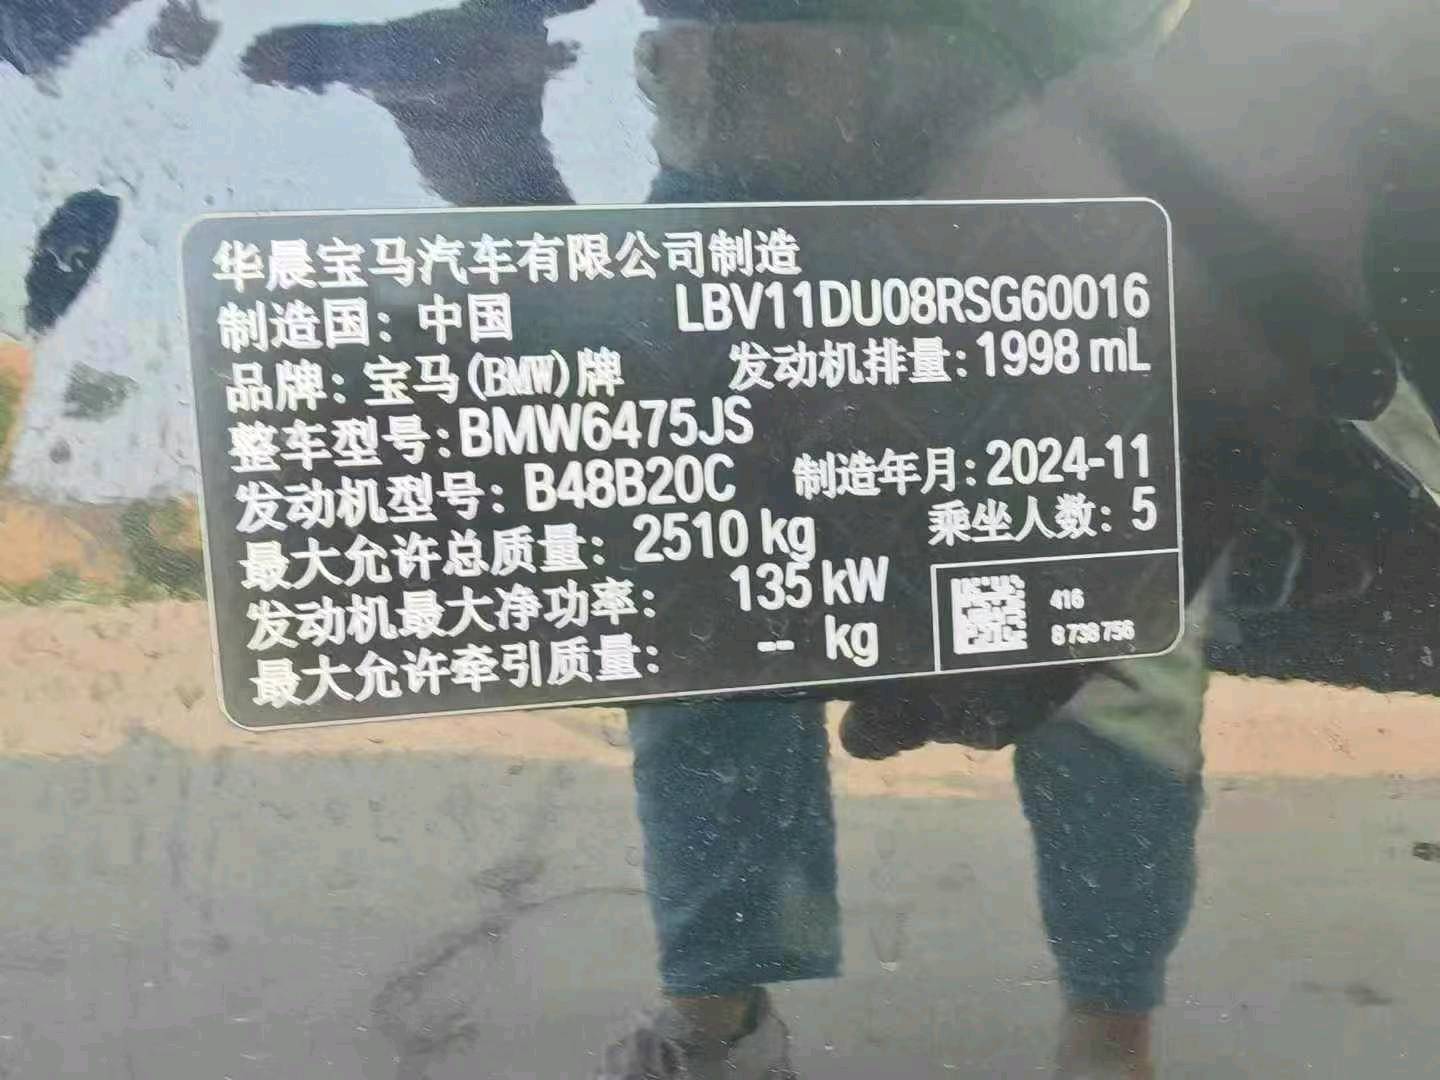 华晨宝马汽车有限公司制造
制造国：中国 LBV11DU08RSG60016
品牌：宝马(BMW)牌 发动机排量：1998 mL
整车型号：BMW6475JS
发动机型号：B48B20C 制造年月：2024-11
最大允许总质量：2510 kg 乘坐人数：5
发动机最大净功率：135 kW
最大允许牵引质量：-- kg
416
8 738 756